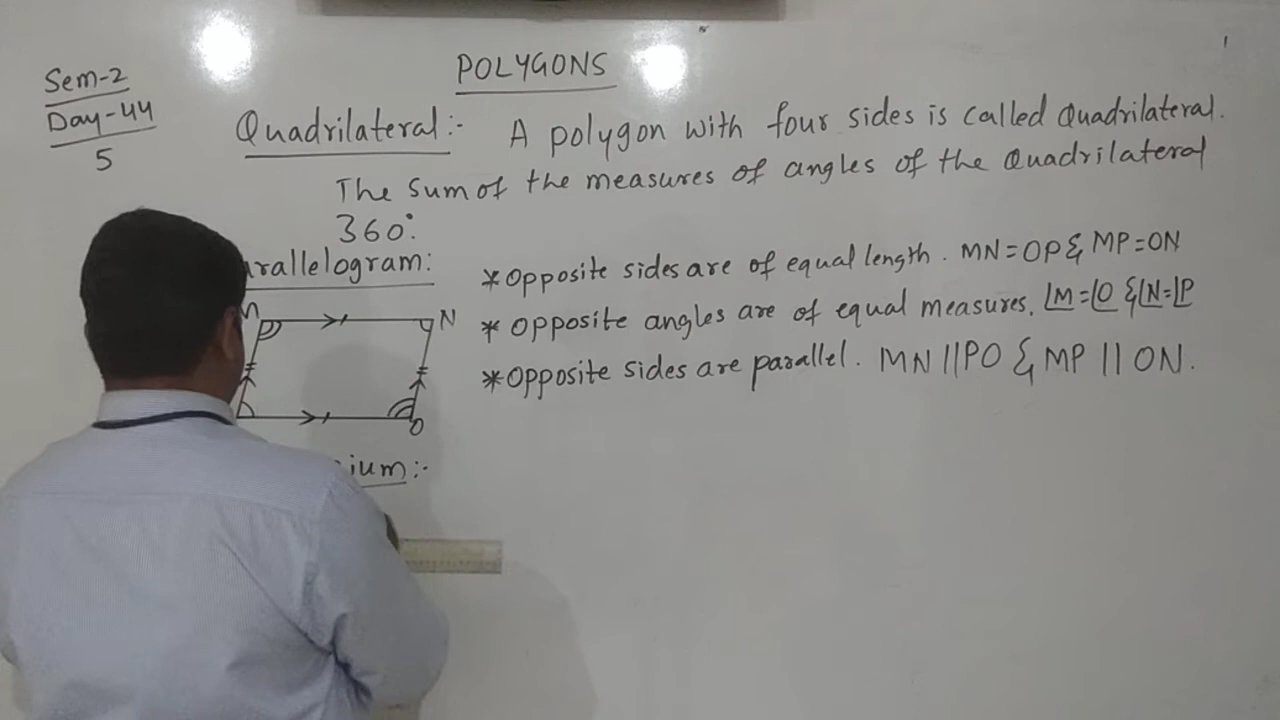 POLYGONS
Sem-2
Day-44
5
Quadrilateral:- A polygon with four sides is called Quadrilateral.
The sum of the measures of angles of the Quadrilateral
360°.
rallelogram:
*Opposite sides are of equal length. MN=OP & MP=ON
*Opposite angles are of equal measures. ∠M=∠O & ∠N=∠P
*Opposite sides are parallel. MN||PO & MP || ON.
M N
O
ium:-